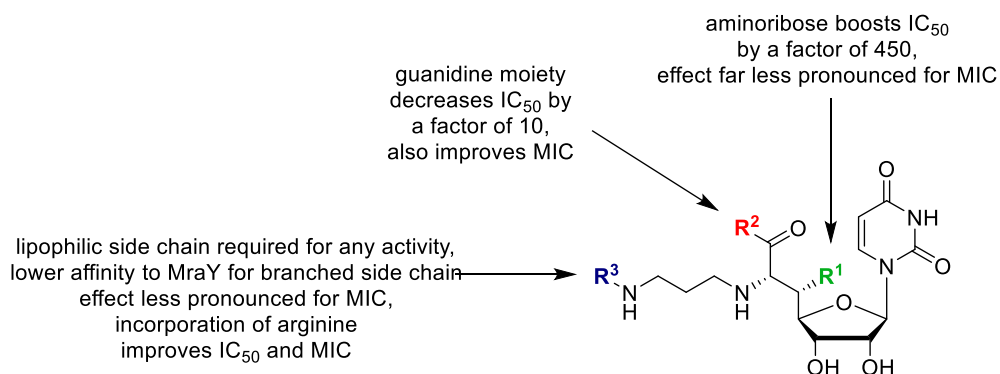 aminoribose boosts IC50
by a factor of 450,
effect far less pronounced for MIC
guanidine moiety
decreases IC50 by
a factor of 10,
also improves MIC
lipophilic side chain required for any activity,
lower affinity to MraY for branched side chain
effect less pronounced for MIC,
incorporation of arginine
improves IC50 and MIC
O
NH
N
O
R2
O
R3
N
H
N
H
R1
O
OH
OH